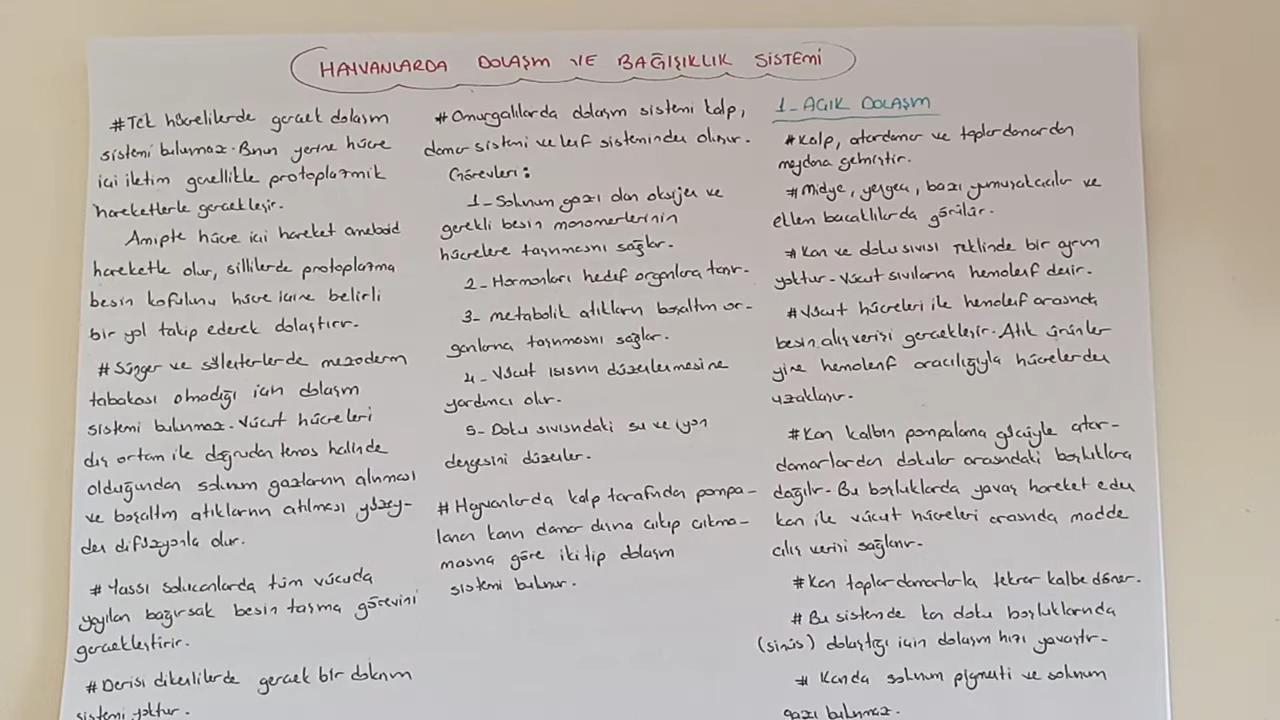 HAYVANLARDA DOLAŞIM VE BAĞIŞIKLIK SİSTEMİ
#Tek hücrelilerde gerçek dolaşım
sistemi bulunmaz. Bunun yerine hücre
içi iletim genellikle protoplazmik
hareketlerle gerçekleşir.
Amipte hücre içi hareket ameboid
hareketle olur, sillilerde protoplazma
besin kofulunu hücre içine belirli
bir yol takip ederek dolaştırır.
#Sünger ve sölenterlerde mezoderm
tabakası olmadığı için dolaşım
sistemi bulunmaz. Vücut hücreleri
dış ortam ile doğrudan temas halinde
olduğundan solunum gazlarının alınması
ve boşaltım atıklarının atılması yüzey-
den difüzyonla olur.
#Yassı solucanlarda tüm vücuda
yayılan bağırsak besin taşıma görevini
gerçekleştirir.
#Derisi dikenlilerde gerçek bir dolaşım
sistemi yoktur.
#Omurgalılarda dolaşım sistemi kalp,
damar sistemi ve lenf sisteminden oluşur.
Görevleri:
1-Solunum gazı olan oksijen ve
gerekli besin monomerlerinin
hücrelere taşınmasını sağlar.
2-Hormonları hedef organlara taşır.
3- metabolik atıkların boşaltım or-
ganlarına taşınmasını sağlar.
4- Vücut ısısının düzenlenmesine
yardımcı olur.
5- Doku sıvısındaki su ve iyon
dengesini düzenler.
#Hayvanlarda kalp tarafından pompa-
lanan kanın damar dışına çıkıp çıkma-
masına göre iki tip dolaşım
sistemi bulunur.
1-AÇIK DOLAŞIM
#Kalp, atardamar ve toplardamardan
meydana gelmiştir.
#Midye, yengeç, bazı yumuşakçalar ve
eklem bacaklılarda görülür.
#Kan ve doku sıvısı şeklinde bir ayrım
yoktur. Vücut sıvılarına hemolenf denir.
#Vücut hücreleri ile hemolenf arasında
besin alış verişi gerçekleşir. Atık ürünler
yine hemolenf aracılığıyla hücrelerden
uzaklaşır.
#Kan kalbin pompalama gücüyle atar-
damarlardan dokular arasındaki boşluklara
dağılır. Bu boşluklarda yavaş hareket eden
kan ile vücut hücreleri arasında madde
alış verişi sağlanır.
#Kan toplar damarlarla tekrar kalbe döner.
#Bu sistemde kan doku boşluklarında
(sinüs) dolaştığı için dolaşım hızı yavaştır.
#Kanda solunum pigmenti ve solunum
gazı bulunmaz.